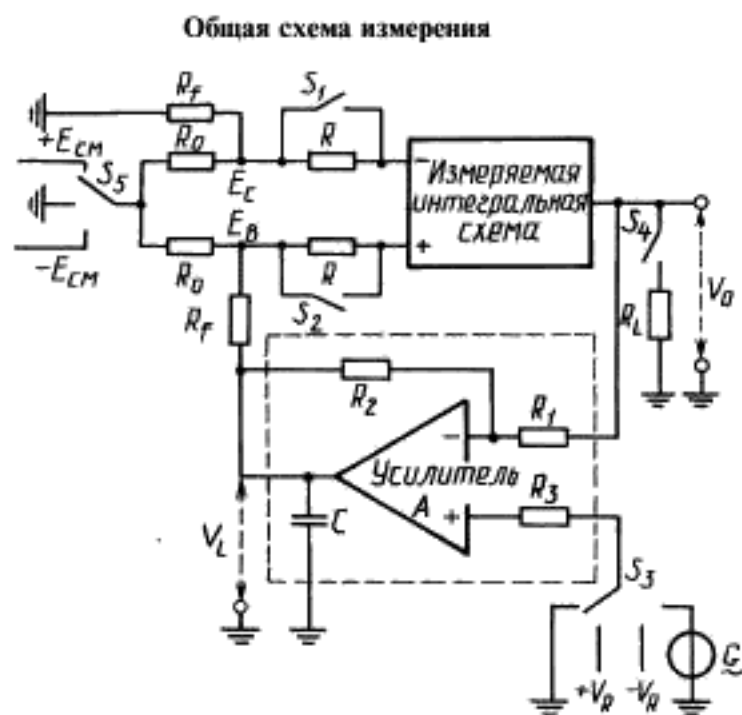 Общая схема измерения
R_f
S_1
+E_см
R_0
R
S_5
E_c
Измеряемая
интегральная
схема
-
+
E_в
S_4
-E_см
R_0
R
V_0
R_f
S_2
R_L
R_2
R_1
-
Усилитель
A
+
R_3
V_L
C
S_3
+V_R
-V_R
G